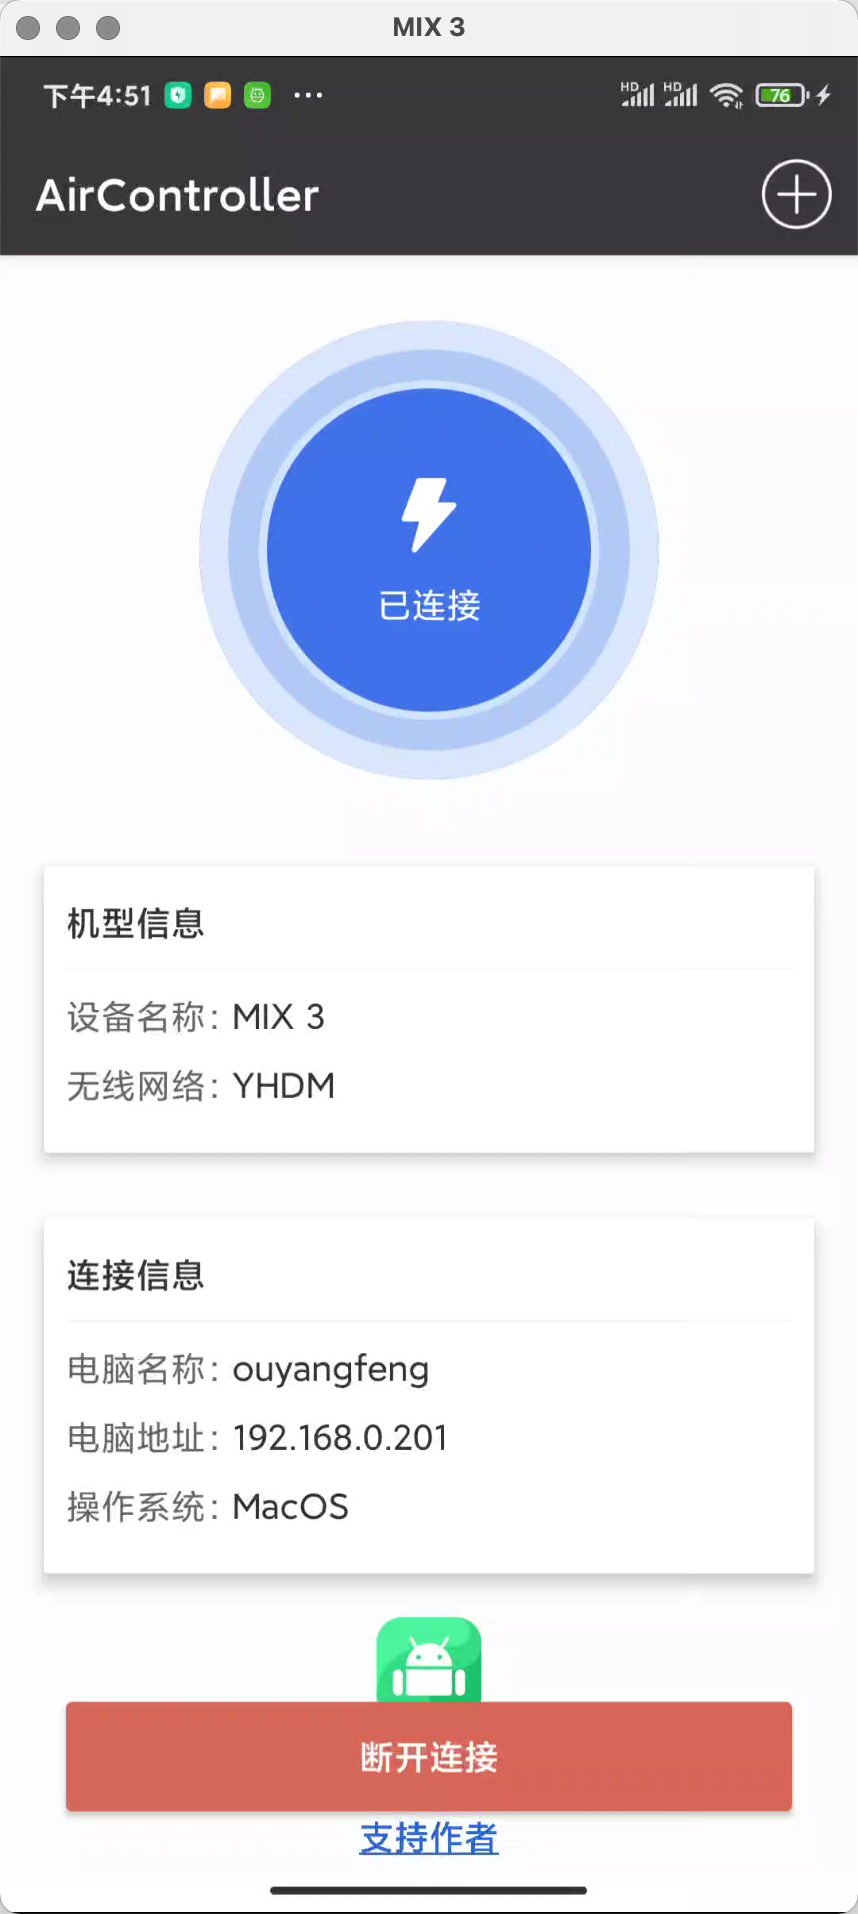 MIX 3
下午4:51
HD HD 76
AirController
已连接
机型信息
设备名称: MIX 3
无线网络: YHDM
连接信息
电脑名称: ouyangfeng
电脑地址: 192.168.0.201
操作系统: MacOS
断开连接
支持作者